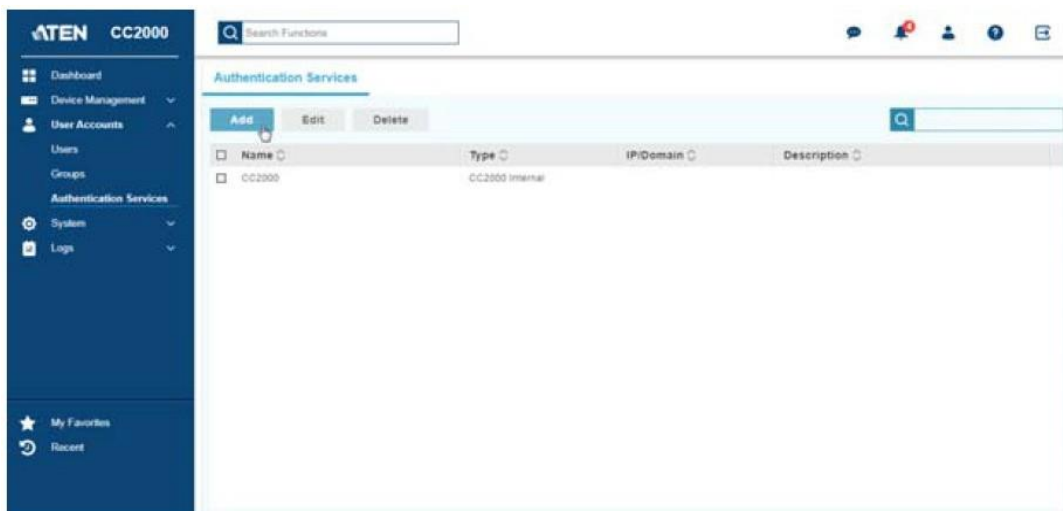 ATEN CC2000
Search Functions
4
Dashboard
Device Management
User Accounts
Users
Groups
Authentication Services
System
Logs
My Favorites
Recent
Authentication Services
Add Edit Delete
Name Type IP/Domain Description
CC2000 CC2000 Internal